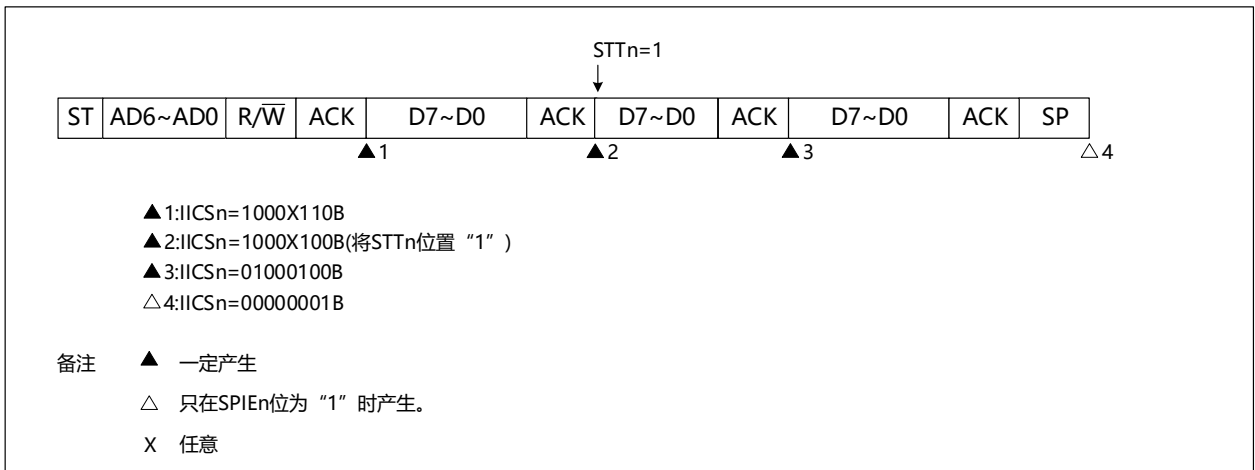 STTn=1
ST AD6~AD0 R/W̅ ACK D7~D0 ACK D7~D0 ACK D7~D0 ACK SP
▲1 ▲2 ▲3 △4
▲1:IICSn=1000X110B
▲2:IICSn=1000X100B(将STTn位置“1”)
▲3:IICSn=01000100B
△4:IICSn=00000001B
备注 ▲ 一定产生
△ 只在SPIEn位为“1”时产生。
X 任意